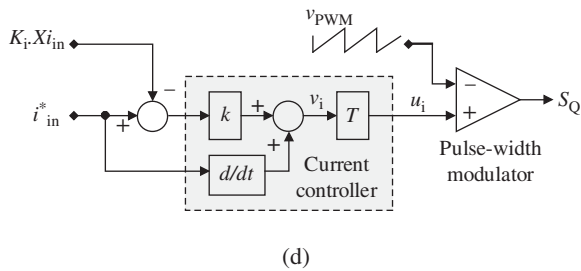 v_PWM
K_i.Xi_in
−
i*_in
+
k
+
v_i
T
u_i
−
+
S_Q
+
d/dt
Current
controller
Pulse-width
modulator
(d)